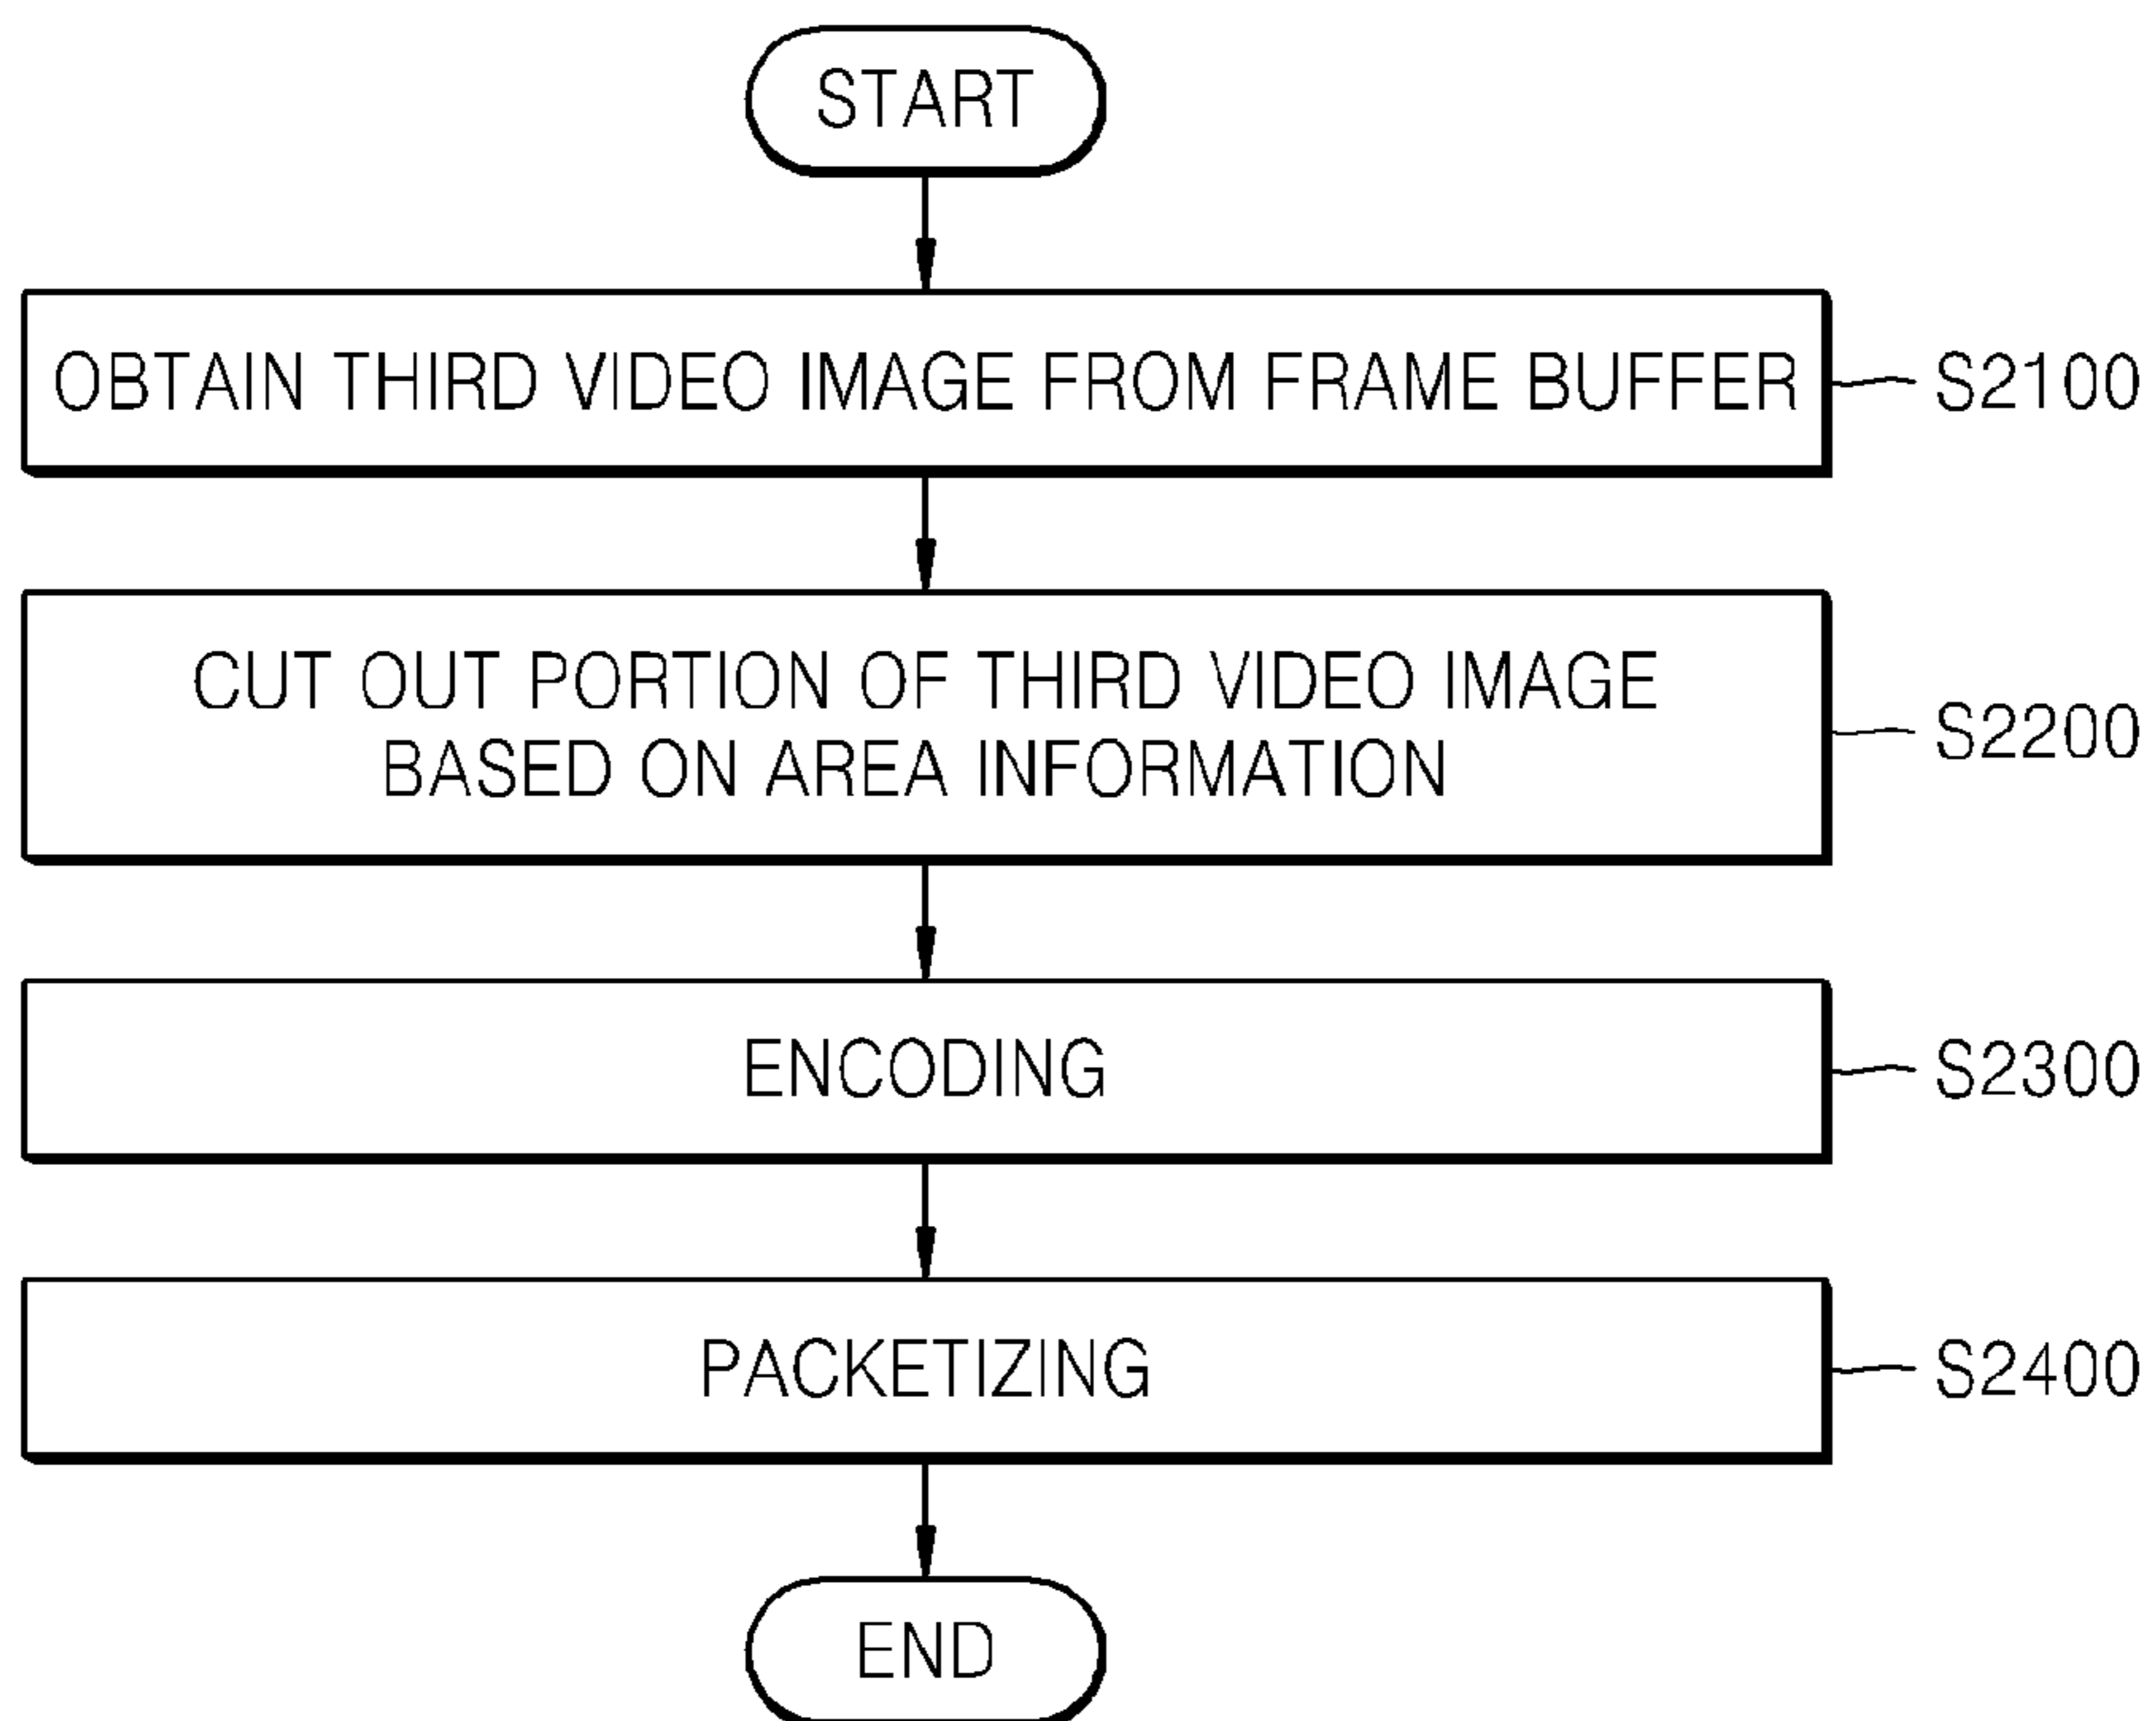 START
OBTAIN THIRD VIDEO IMAGE FROM FRAME BUFFER
S2100
CUT OUT PORTION OF THIRD VIDEO IMAGE
BASED ON AREA INFORMATION
S2200
ENCODING
S2300
PACKETIZING
S2400
END